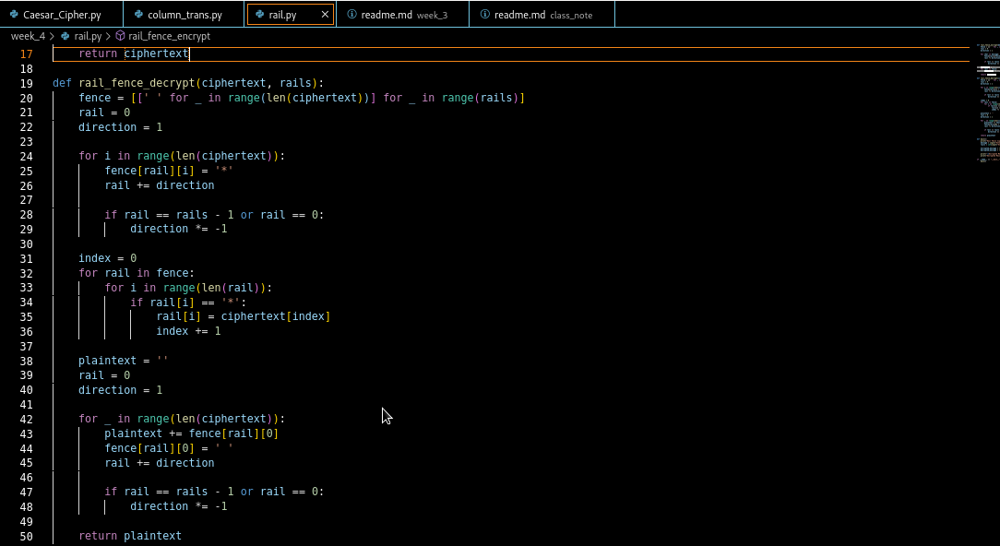 Caesar_Cipher.py column_trans.py rail.py × readme.md week_3 readme.md class_note
week_4 > rail.py > rail_fence_encrypt
17     return ciphertext
18
19 def rail_fence_decrypt(ciphertext, rails):
20     fence = [[' ' for _ in range(len(ciphertext))] for _ in range(rails)]
21     rail = 0
22     direction = 1
23
24     for i in range(len(ciphertext)):
25         fence[rail][i] = '*'
26         rail += direction
27
28         if rail == rails - 1 or rail == 0:
29             direction *= -1
30
31     index = 0
32     for rail in fence:
33         for i in range(len(rail)):
34             if rail[i] == '*':
35                 rail[i] = ciphertext[index]
36                 index += 1
37
38     plaintext = ''
39     rail = 0
40     direction = 1
41
42     for _ in range(len(ciphertext)):
43         plaintext += fence[rail][0]
44         fence[rail][0] = ' '
45         rail += direction
46
47         if rail == rails - 1 or rail == 0:
48             direction *= -1
49
50     return plaintext